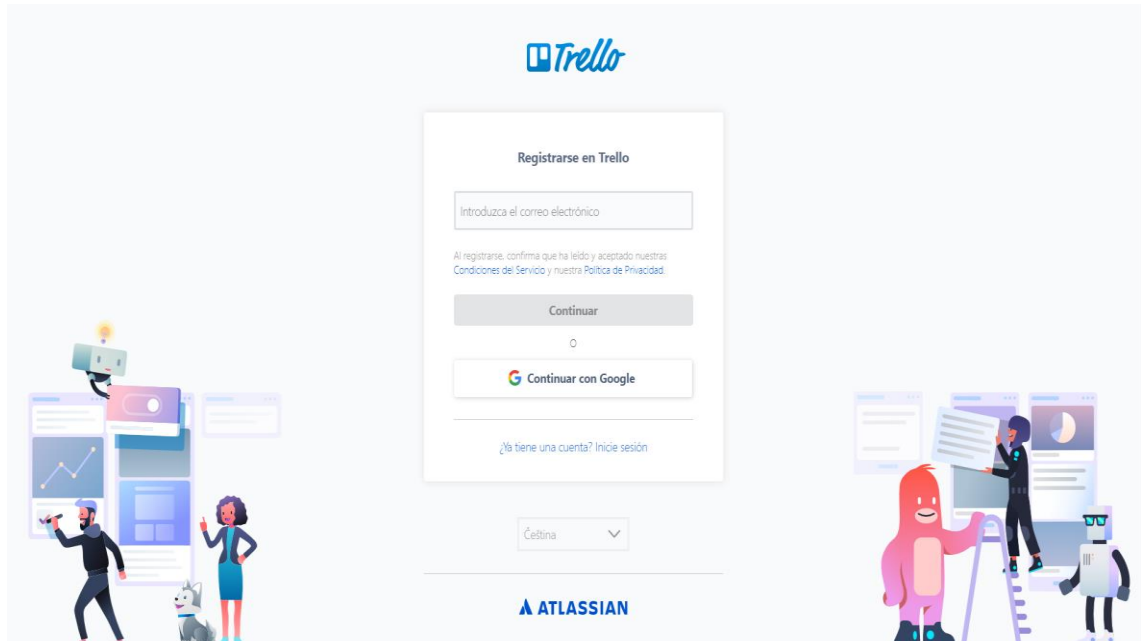 Trello
Registrarse en Trello
Introduzca el correo electrónico
Al registrarse, confirma que ha leído y aceptado nuestras
Condiciones del Servicio y nuestra Política de Privacidad.
Continuar
O
Continuar con Google
¿Ya tiene una cuenta? Inicie sesión
Čeština
ATLASSIAN